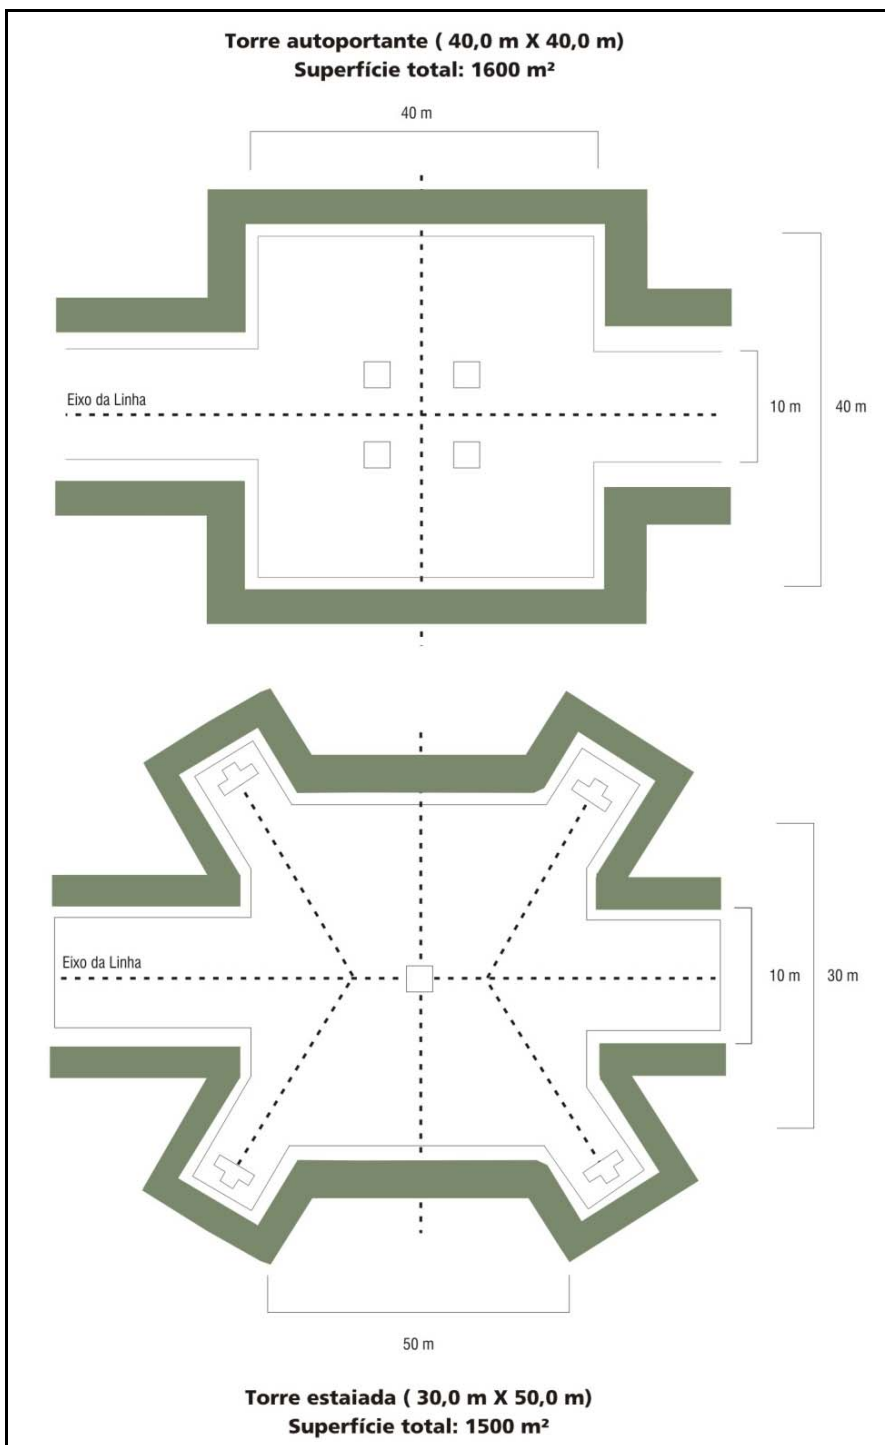 Torre autoportante ( 40,0 m X 40,0 m)
Superfície total: 1600 m²
40 m
Eixo da Linha
10 m
40 m
Eixo da Linha
10 m
30 m
50 m
Torre estaiada ( 30,0 m X 50,0 m)
Superfície total: 1500 m²